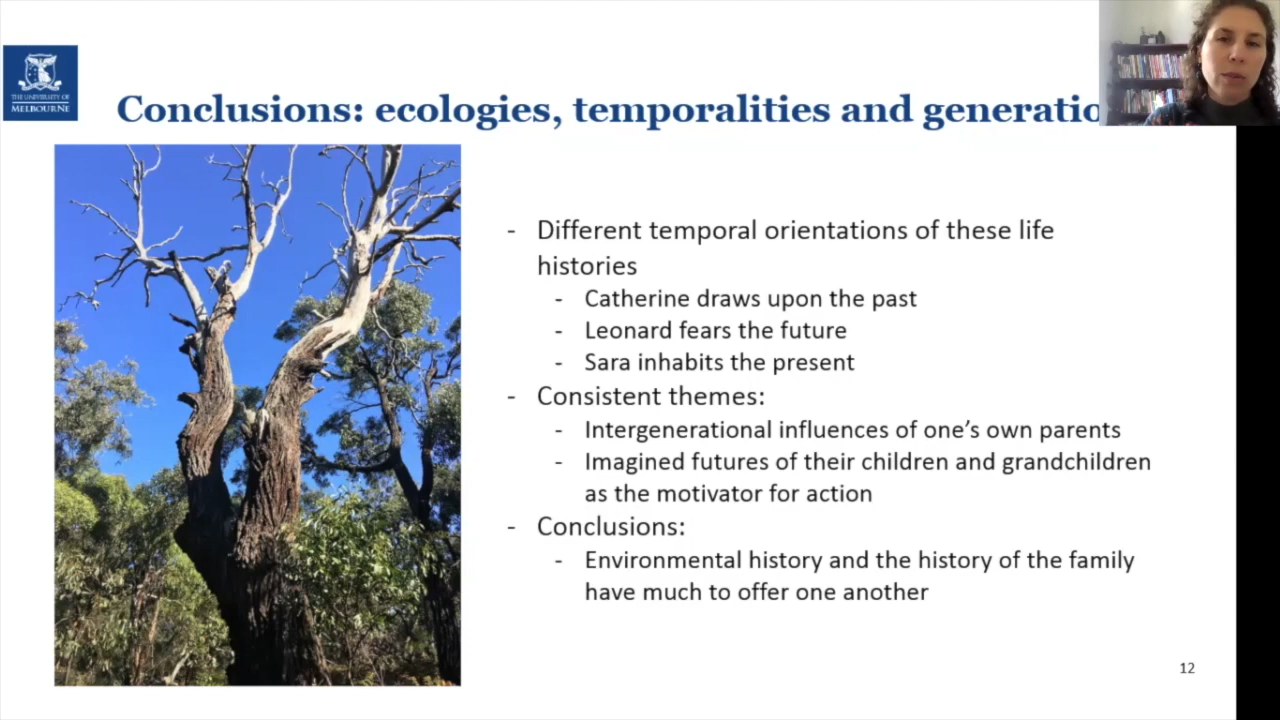 THE UNIVERSITY OF
MELBOURNE
Conclusions: ecologies, temporalities and generatio
- Different temporal orientations of these life
histories
- Catherine draws upon the past
- Leonard fears the future
- Sara inhabits the present
- Consistent themes:
- Intergenerational influences of one's own parents
- Imagined futures of their children and grandchildren
as the motivator for action
- Conclusions:
- Environmental history and the history of the family
have much to offer one another
12